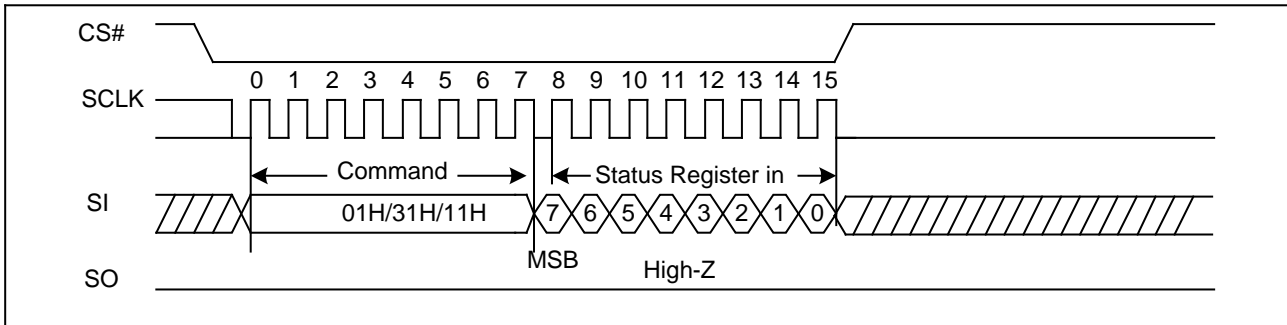 CS#
0 1 2 3 4 5 6 7 8 9 10 11 12 13 14 15
SCLK
Command
Status Register in
SI
01H/31H/11H
7 6 5 4 3 2 1 0
MSB
High-Z
SO